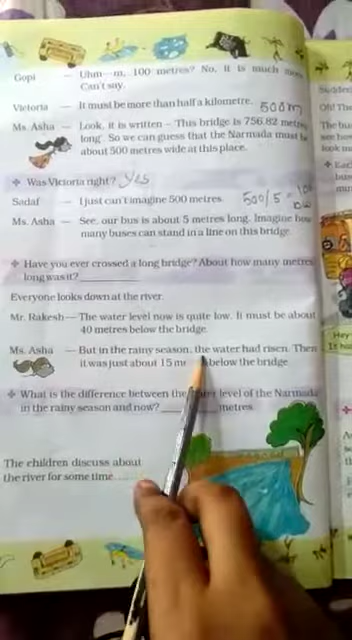 Gopi — Uhm—m, 100 metres? No, it is much more
Can't say.
Victoria — It must be more than half a kilometre. 500m
Ms. Asha — Look, it is written – This bridge is 756.82 metres
long. So we can guess that the Narmada must be
about 500 metres wide at this place.
❖ Was Victoria right? yes
Sadaf — I just can't imagine 500 metres. 500/5 = 100
Ms. Asha — See, our bus is about 5 metres long. Imagine how
many buses can stand in a line on this bridge.
❖ Have you ever crossed a long bridge? About how many metres
long was it?
Everyone looks down at the river.
Mr. Rakesh — The water level now is quite low. It must be about
40 metres below the bridge.
Ms. Asha — But in the rainy season, the water had risen. Then
it was just about 15 below the bridge.
❖ What is the difference between the level of the Narmada
in the rainy season and now? metres.
The children discuss about
the river for some time